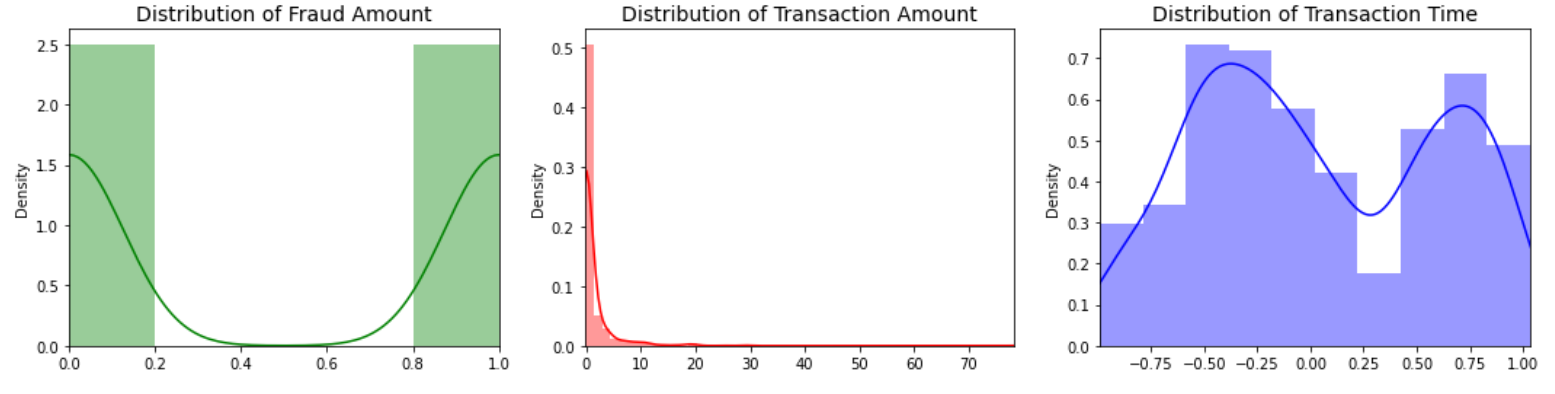 Distribution of Fraud Amount
Density
2.5
2.0
1.5
1.0
0.5
0.0
0.0 0.2 0.4 0.6 0.8 1.0
Distribution of Transaction Amount
Density
0.5
0.4
0.3
0.2
0.1
0.0
0 10 20 30 40 50 60 70
Distribution of Transaction Time
Density
0.7
0.6
0.5
0.4
0.3
0.2
0.1
0.0
−0.75 −0.50 −0.25 0.00 0.25 0.50 0.75 1.00